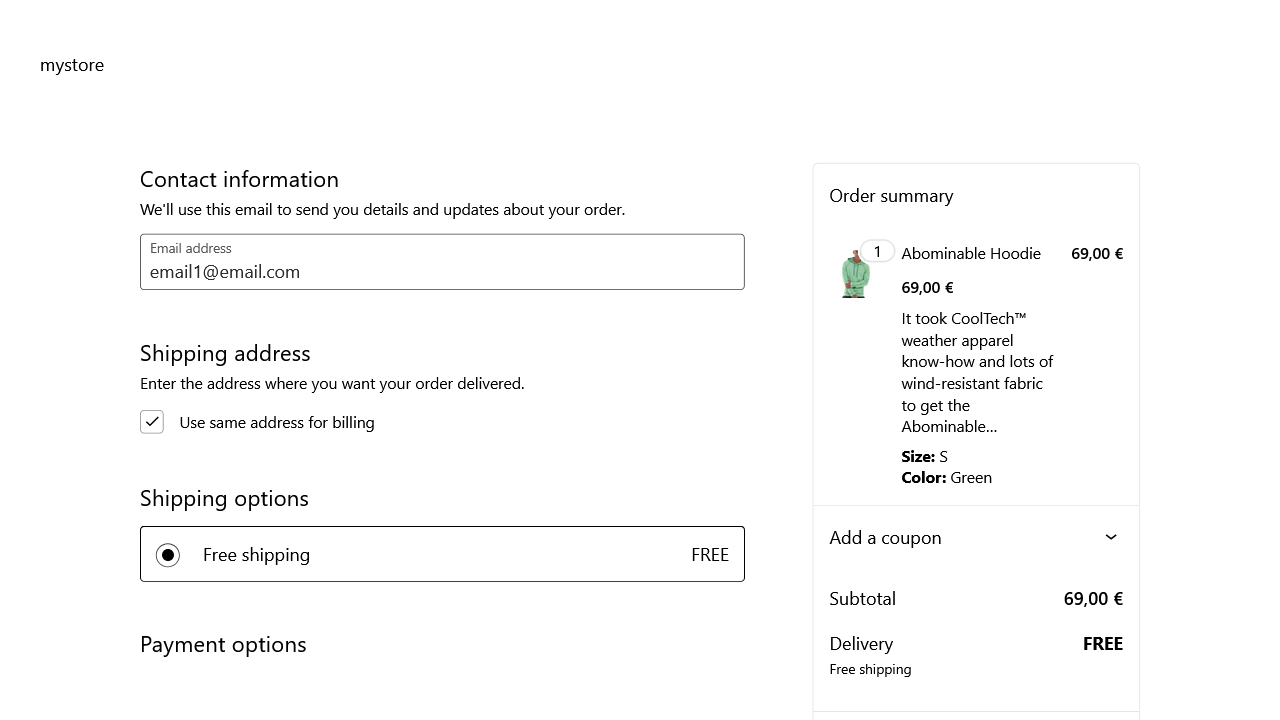 mystore
Contact information
We'll use this email to send you details and updates about your order.
Email address
email1@email.com
Shipping address
Enter the address where you want your order delivered.
Use same address for billing
Shipping options
Free shipping FREE
Payment options
Order summary
1
Abominable Hoodie 69,00 €
69,00 €
It took CoolTech™
weather apparel
know-how and lots of
wind-resistant fabric
to get the
Abominable…
Size: S
Color: Green
Add a coupon
Subtotal 69,00 €
Delivery FREE
Free shipping